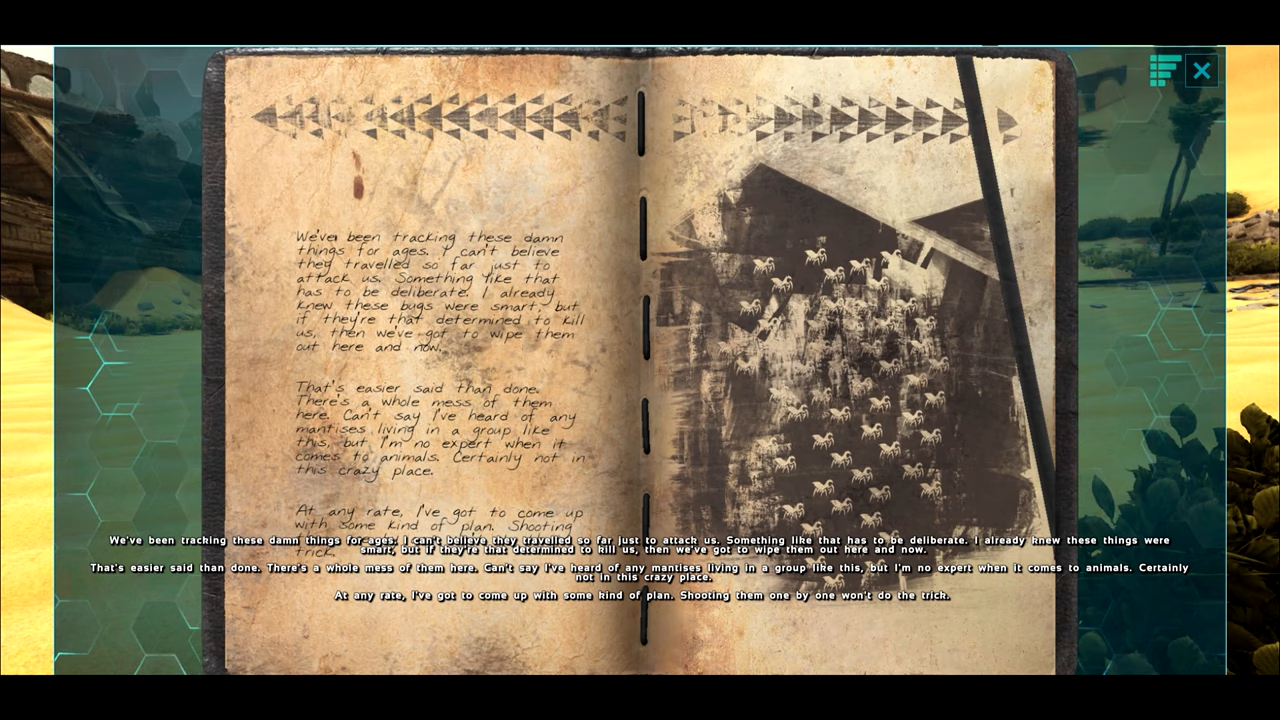 We've been tracking these damn
things for ages. I can't believe
they travelled so far just to
attack us. Something like that
has to be deliberate. I already
knew these bugs were smart, but
if they're that determined to kill
us, then we've got to wipe them
out here and now.
That's easier said than done.
There's a whole mess of them
here. Can't say I've heard of any
mantises living in a group like
this, but I'm no expert when it
comes to animals. Certainly not in
this crazy place.
At any rate, I've got to come up
with some kind of plan. Shooting
trick.
We've been tracking these damn things for ages. I can't believe they travelled so far just to attack us. Something like that has to be deliberate. I already knew these things were
smart, but if they're that determined to kill us, then we've got to wipe them out here and now.
That's easier said than done. There's a whole mess of them here. Can't say I've heard of any mantises living in a group like this, but I'm no expert when it comes to animals. Certainly
not in this crazy place.
At any rate, I've got to come up with some kind of plan. Shooting them one by one won't do the trick.